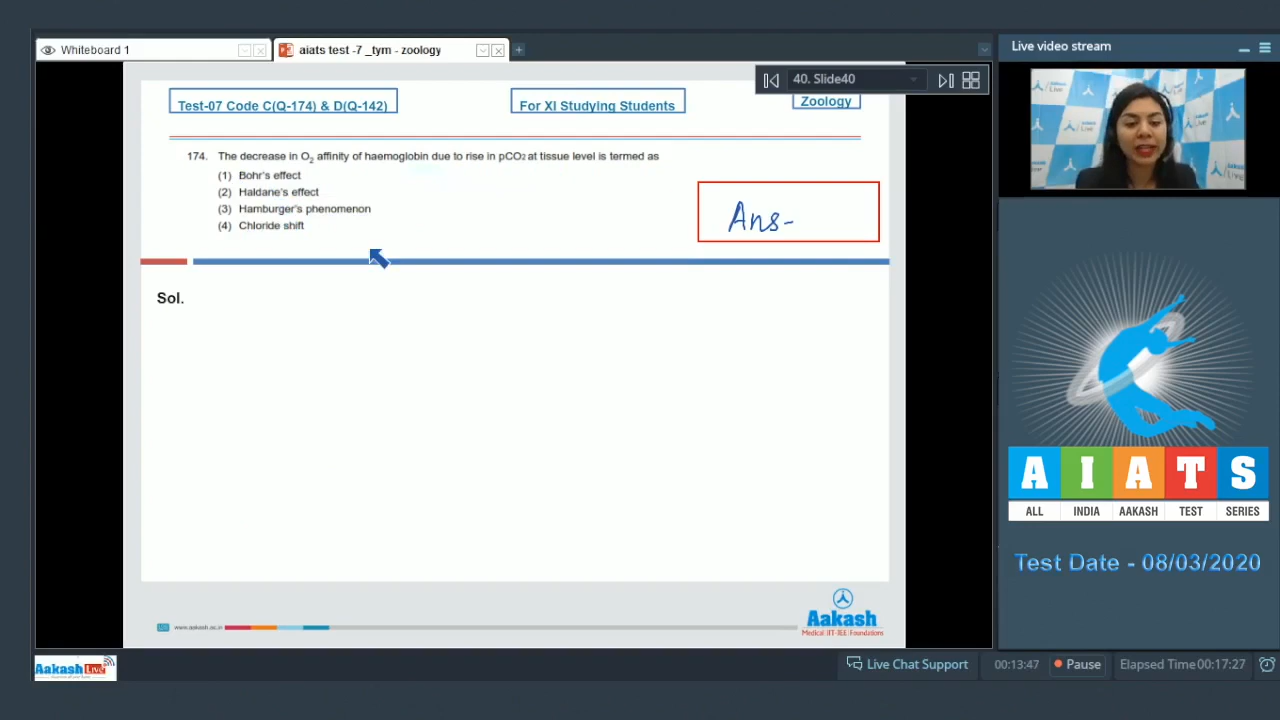 Whiteboard 1
aiats test -7 _tym - zoology
Live video stream
40. Slide40
Test-07 Code C(Q-174) & D(Q-142)
For XI Studying Students
Zoology
174. The decrease in O2 affinity of haemoglobin due to rise in pCO2 at tissue level is termed as
(1) Bohr's effect
(2) Haldane's effect
(3) Hamburger's phenomenon
(4) Chloride shift
Ans-
Sol.
A I A T S
ALL INDIA AAKASH TEST SERIES
Test Date - 08/03/2020
www.aakash.ac.in
Aakash
Medical|IIT-JEE|Foundations
Aakash Live
Live Chat Support
00:13:47
Pause
Elapsed Time 00:17:27